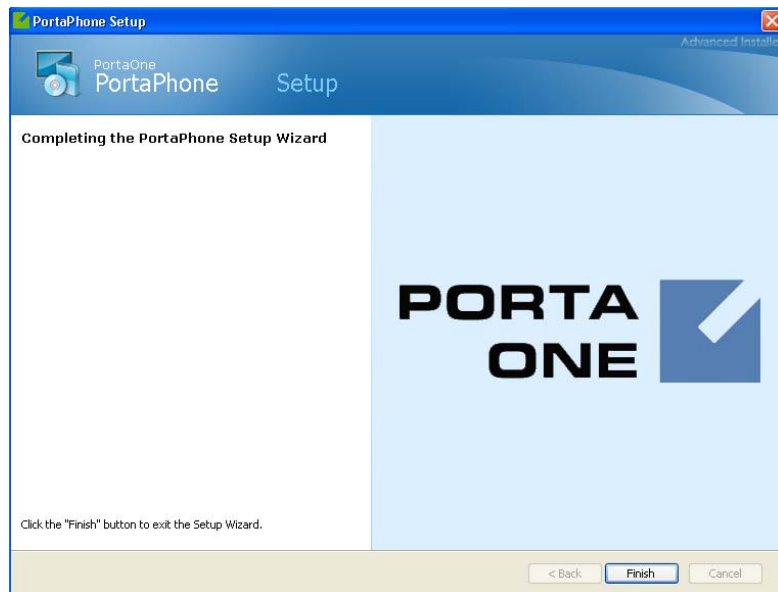 PortaPhone Setup
Advanced Installe
PortaOne
PortaPhone Setup
Completing the PortaPhone Setup Wizard
PORTA
ONE
Click the "Finish" button to exit the Setup Wizard.
< Back Finish Cancel